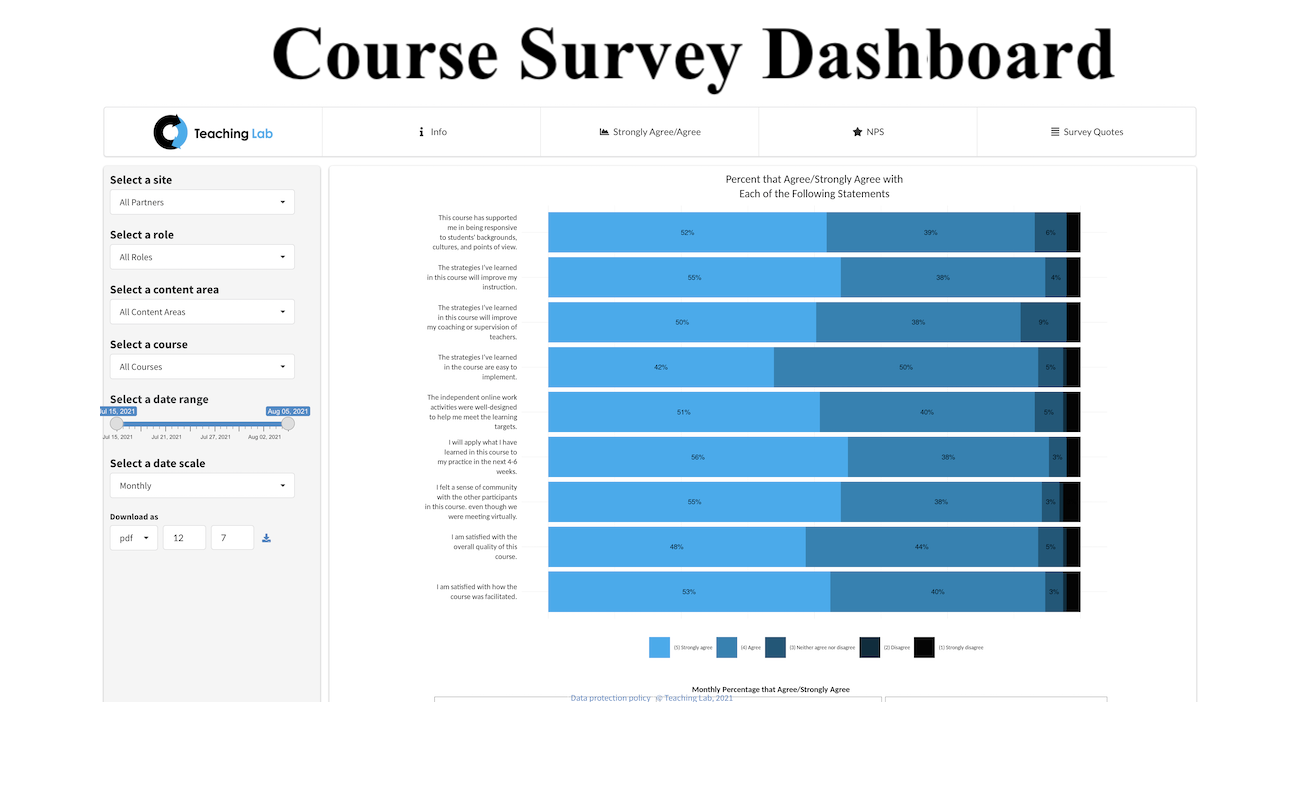 Course Survey Dashboard
Teaching Lab
Info
Strongly Agree/Agree
NPS
Survey Quotes
Select a site
All Partners
Select a role
All Roles
Select a content area
All Content Areas
Select a course
All Courses
Select a date range
Jul 15, 2021
Aug 05, 2021
Jul 15, 2021
Jul 21, 2021
Jul 27, 2021
Aug 02, 2021
Select a date scale
Monthly
Download as
pdf
12
7
Percent that Agree/Strongly Agree with
Each of the Following Statements
This course has supported
me in being responsive
to students' backgrounds,
cultures, and points of view.
52%
39%
6%
The strategies I've learned
in this course will improve my
instruction.
55%
38%
4%
The strategies I've learned
in this course will improve
my coaching or supervision of
teachers.
50%
38%
9%
The strategies I've learned
in the course are easy to
implement.
42%
50%
5%
The independent online work
activities were well-designed
to help me meet the learning
targets.
51%
40%
5%
I will apply what I have
learned in this course to
my practice in the next 4-6
weeks.
56%
38%
3%
I felt a sense of community
with the other participants
in this course. even though we
were meeting virtually.
55%
38%
3%
I am satisfied with the
overall quality of this
course.
48%
44%
5%
I am satisfied with how the
course was facilitated.
53%
40%
3%
(5) Strongly agree
(4) Agree
(3) Neither agree nor disagree
(2) Disagree
(1) Strongly disagree
Monthly Percentage that Agree/Strongly Agree
Data protection policy © Teaching Lab, 2021